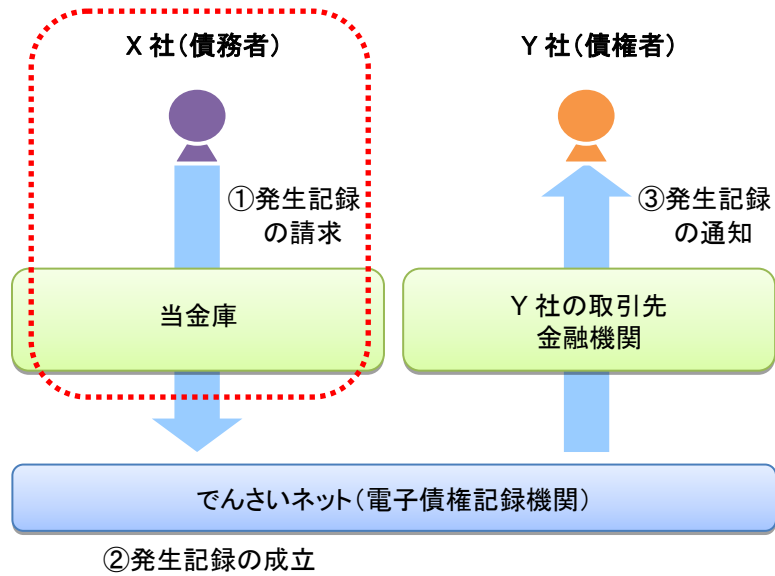 X 社(債務者)
Y 社(債権者)
①発生記録
の請求
③発生記録
の通知
当金庫
Y 社の取引先
金融機関
でんさいネット(電子債権記録機関)
②発生記録の成立